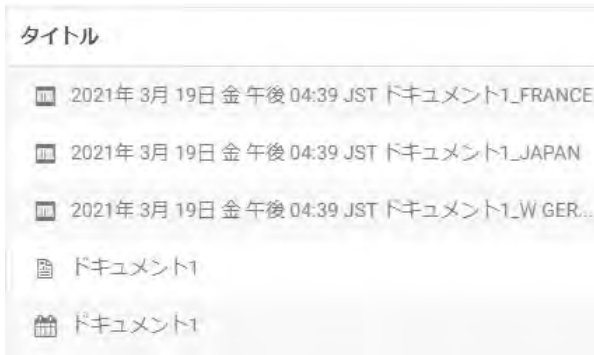 タイトル
2021年 3月 19日 金 午後 04:39 JST ドキュメント1_FRANCE
2021年 3月 19日 金 午後 04:39 JST ドキュメント1_JAPAN
2021年 3月 19日 金 午後 04:39 JST ドキュメント1_W GER...
ドキュメント1
ドキュメント1